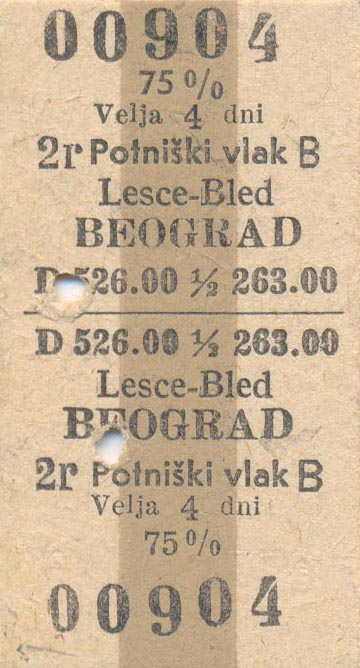 00904
75 %
Velja 4 dni
2r Potniški vlak B
Lesce-Bled
BEOGRAD
D 526.00 ½ 263.00
D 526.00 ½ 263.00
Lesce-Bled
BEOGRAD
2r Potniški vlak B
Velja 4 dni
75 %
00904